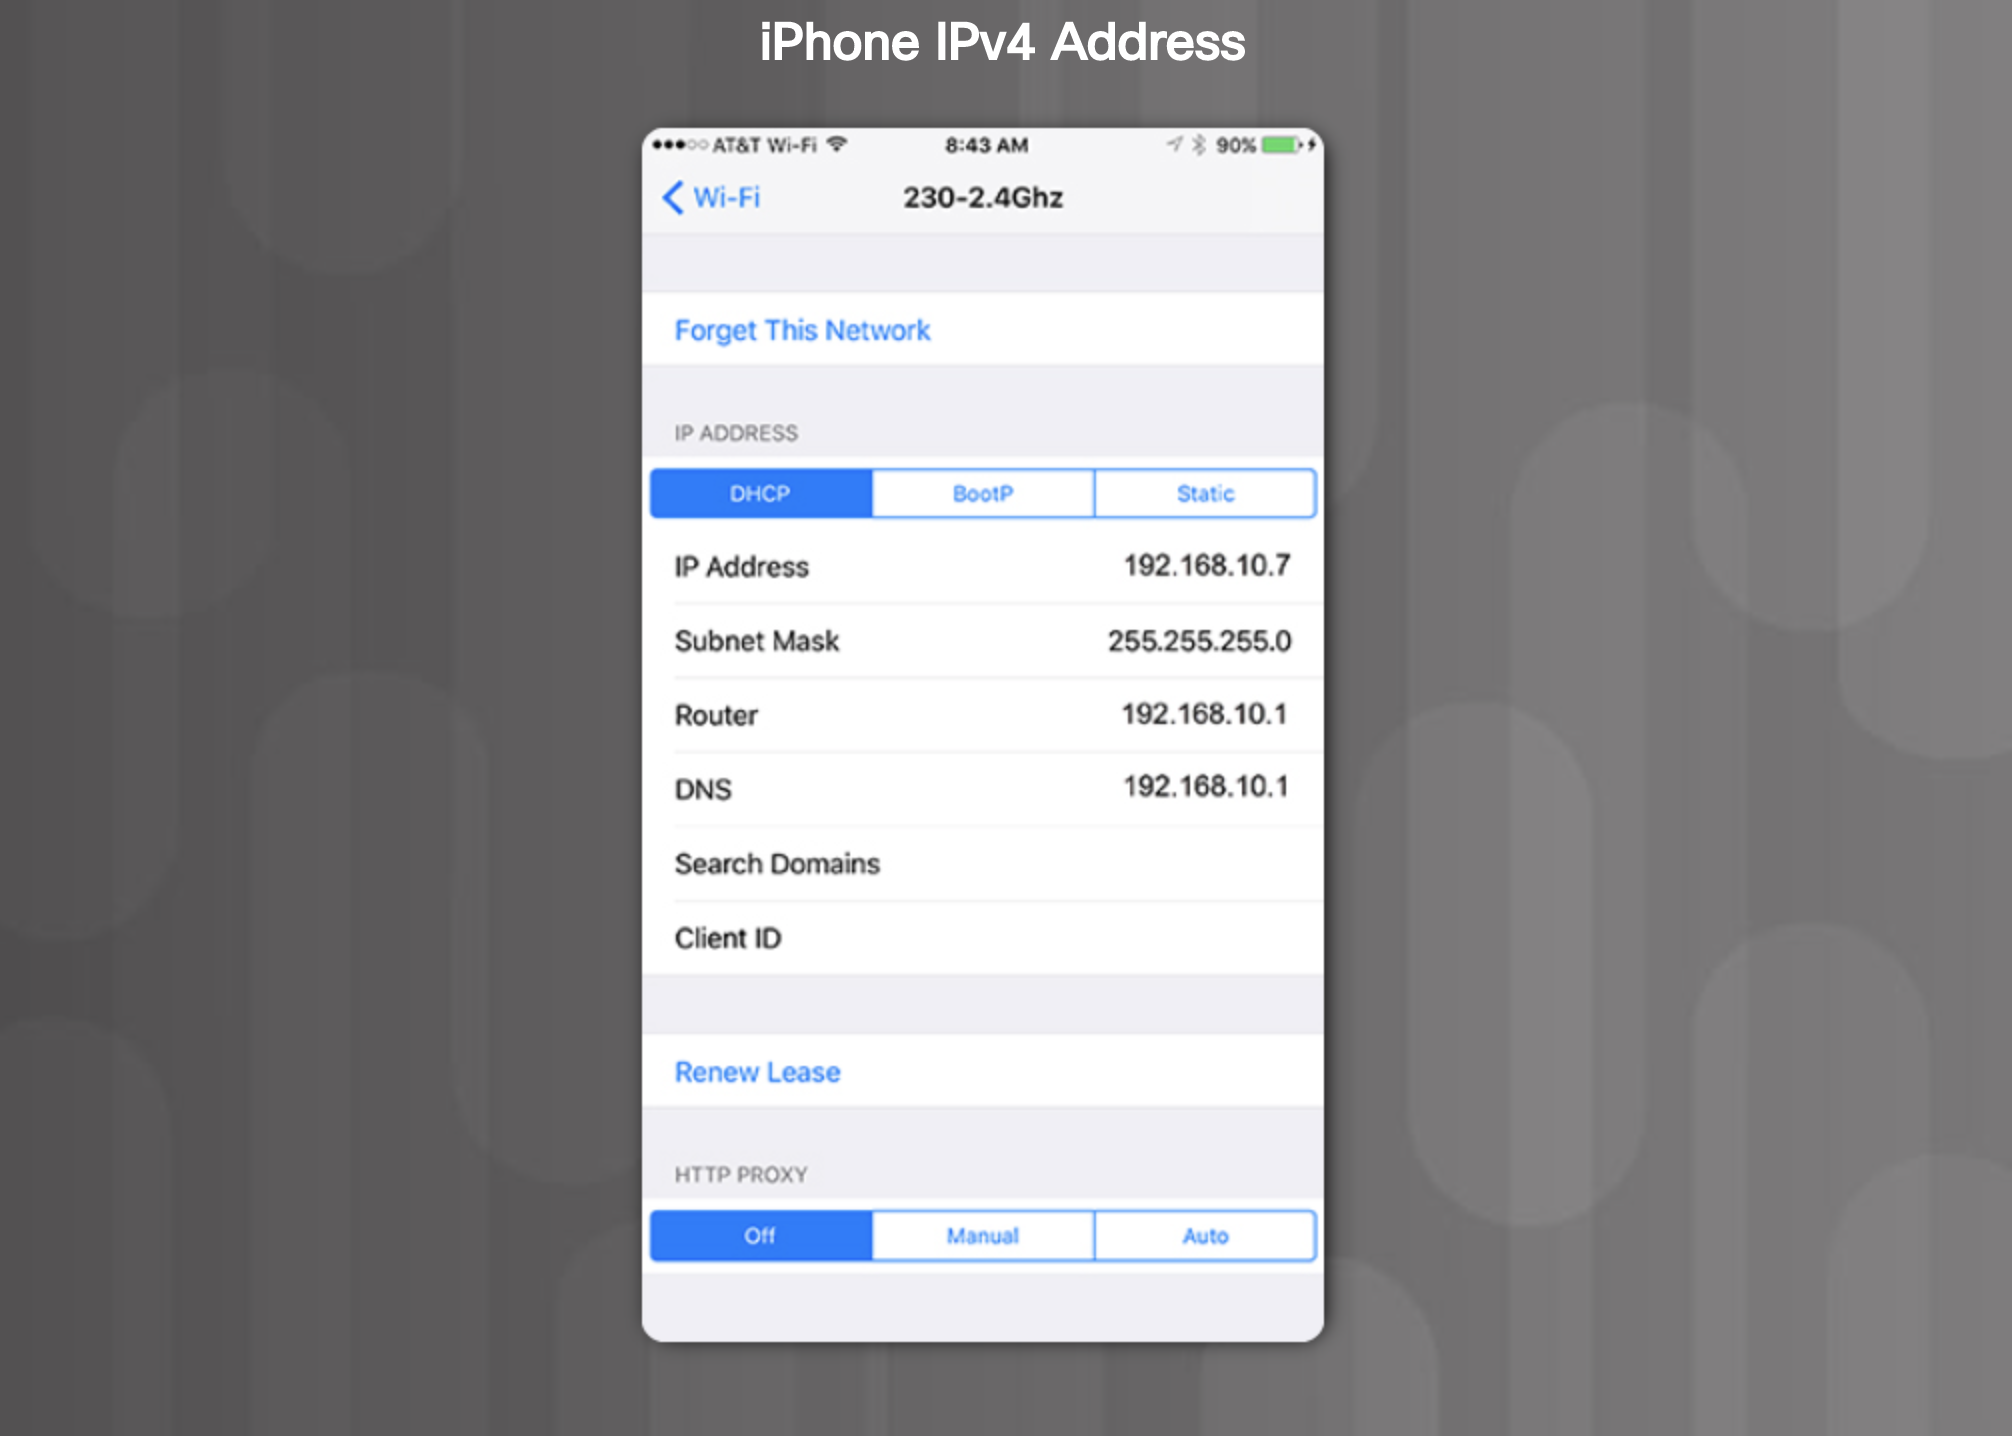 iPhone IPv4 Address
AT&T Wi-Fi 8:43 AM 90%
Wi-Fi 230-2.4Ghz
Forget This Network
IP ADDRESS
DHCP BootP Static
IP Address 192.168.10.7
Subnet Mask 255.255.255.0
Router 192.168.10.1
DNS 192.168.10.1
Search Domains
Client ID
Renew Lease
HTTP PROXY
Off Manual Auto